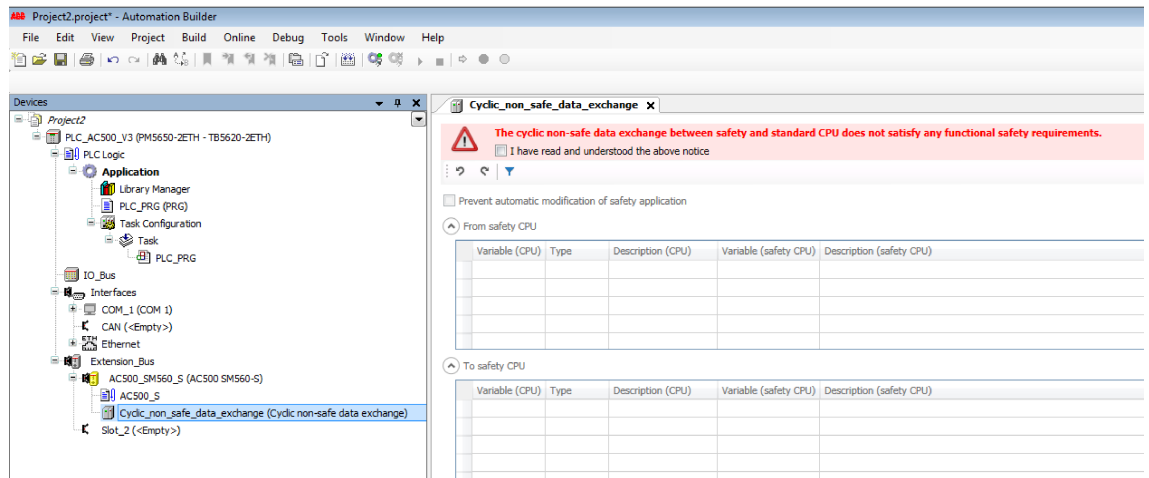 ABB Project2.project* - Automation Builder
File Edit View Project Build Online Debug Tools Window Help
Devices
Project2
PLC_AC500_V3 (PM5650-2ETH - TB5620-2ETH)
PLC Logic
Application
Library Manager
PLC_PRG (PRG)
Task Configuration
Task
PLC_PRG
IO_Bus
Interfaces
COM_1 (COM 1)
CAN (<Empty>)
ETH Ethernet
Extension_Bus
AC500_SM560_S (AC500 SM560-S)
AC500_S
Cyclic_non_safe_data_exchange (Cyclic non-safe data exchange)
Slot_2 (<Empty>)
Cyclic_non_safe_data_exchange
The cyclic non-safe data exchange between safety and standard CPU does not satisfy any functional safety requirements.
I have read and understood the above notice
Prevent automatic modification of safety application
From safety CPU
Variable (CPU) Type Description (CPU) Variable (safety CPU) Description (safety CPU)
To safety CPU
Variable (CPU) Type Description (CPU) Variable (safety CPU) Description (safety CPU)